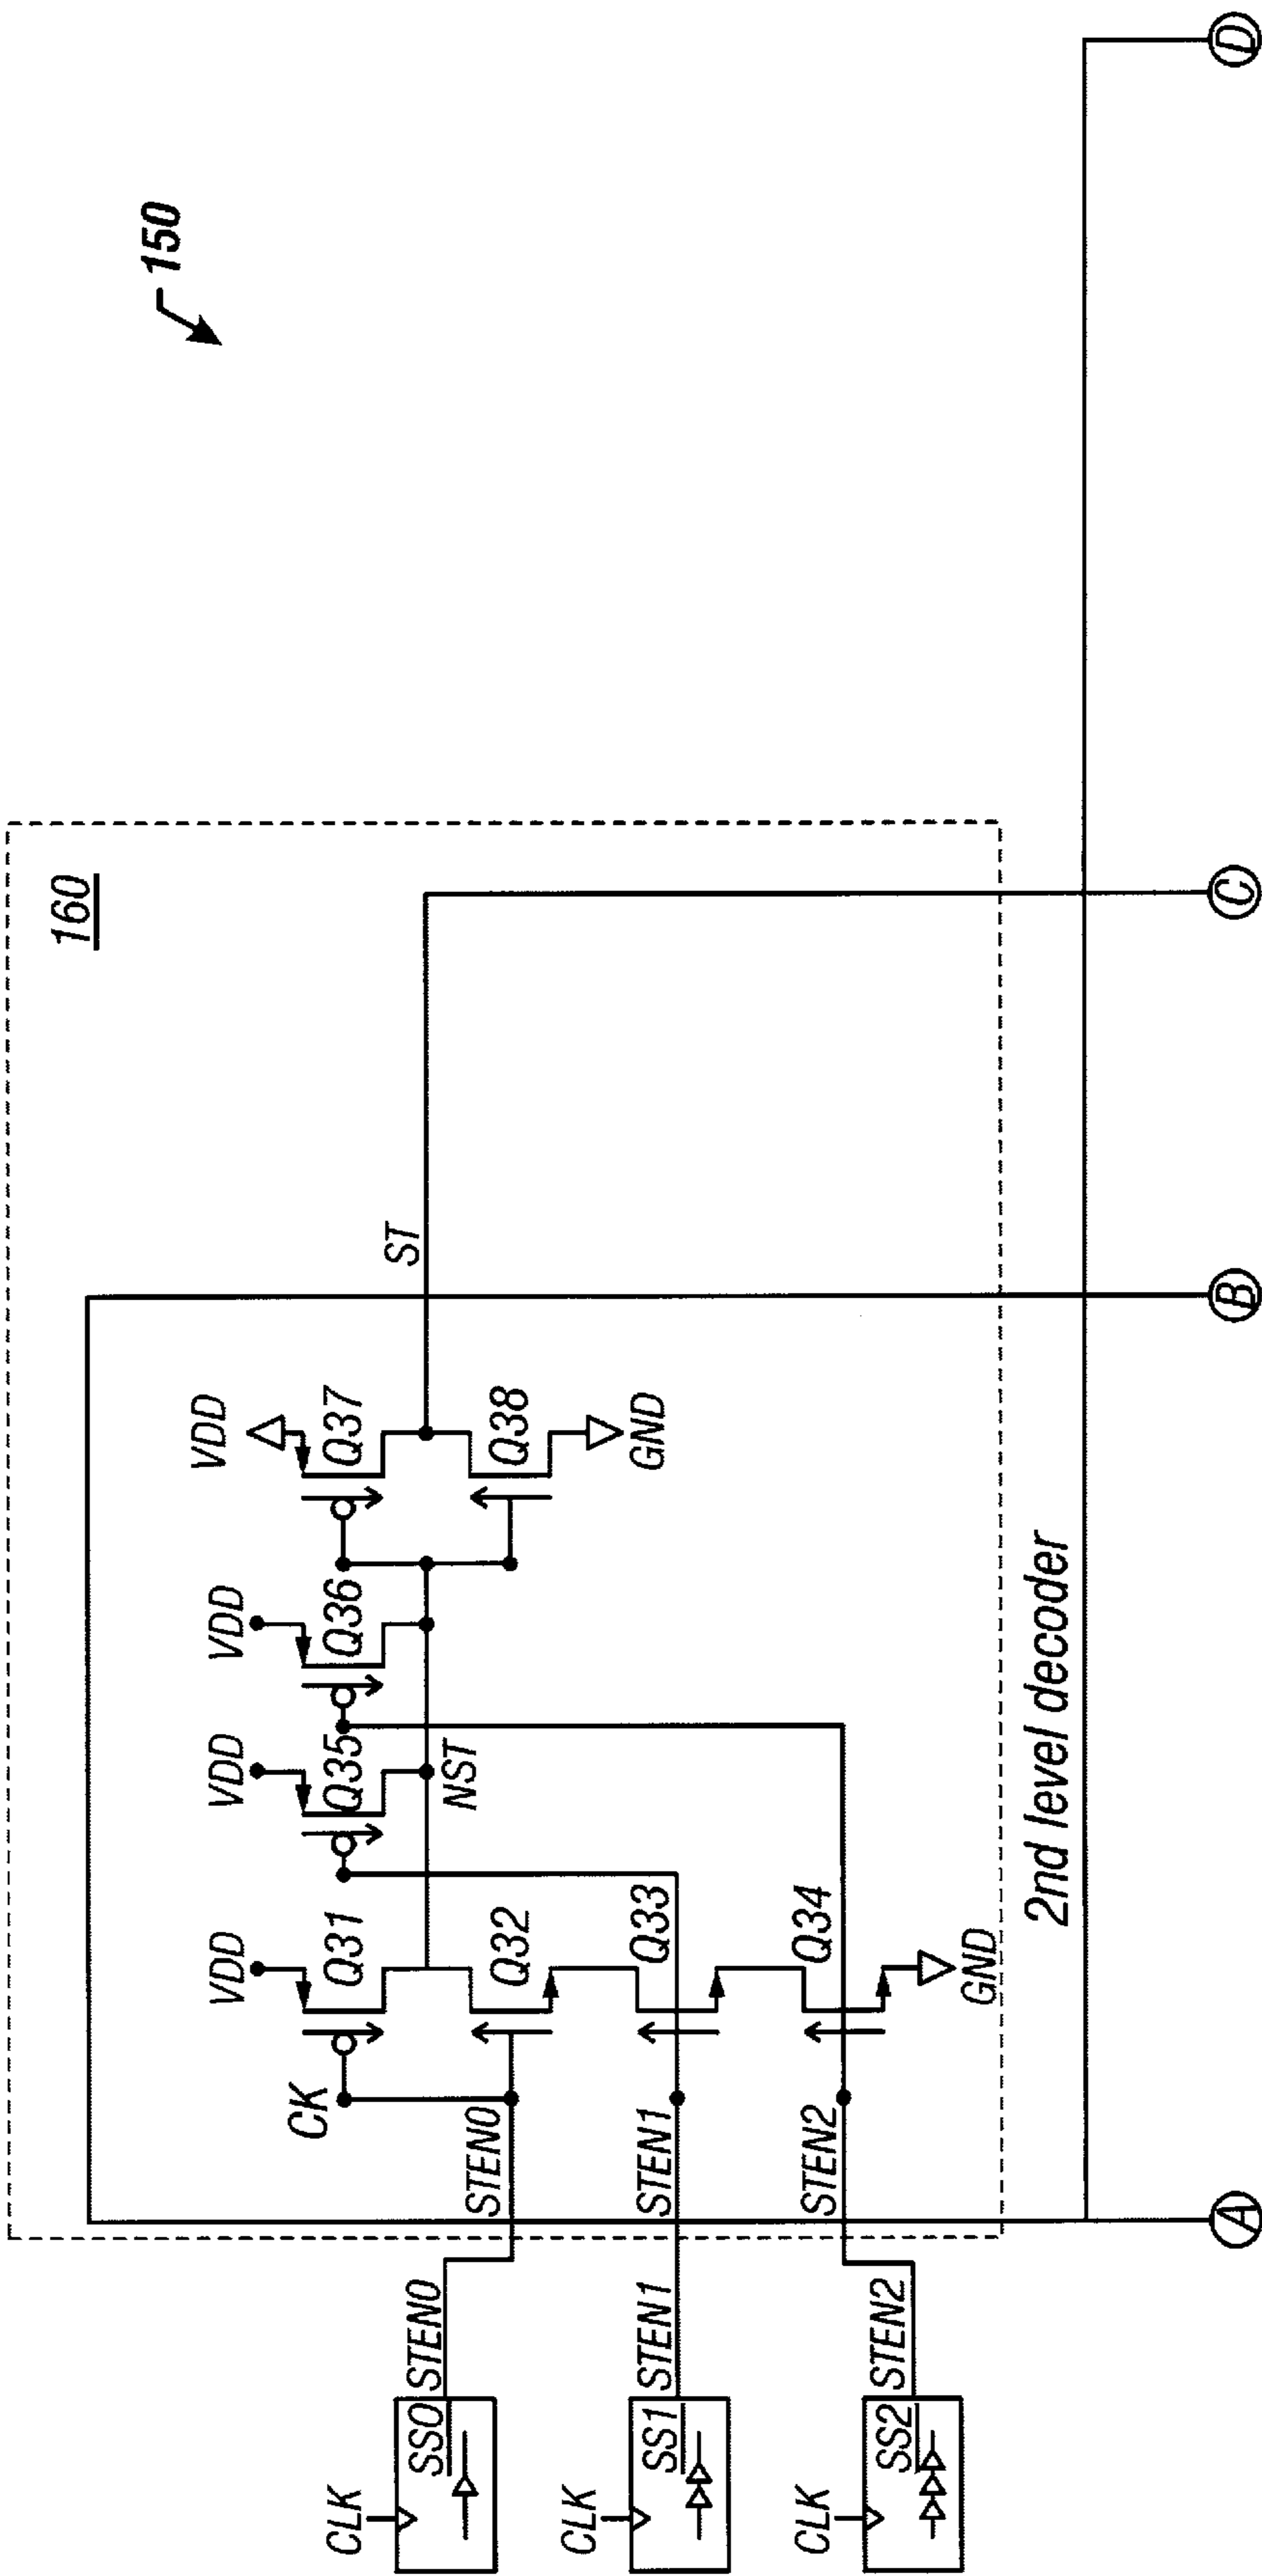 150
160
VDD
VDD
VDD
VDD
Q31
Q35
Q36
Q37
CK
NST
ST
STEN0
Q32
Q38
GND
CLK
SS0
STEN0
STEN1
Q33
CLK
SS1
STEN1
STEN2
Q34
CLK
SS2
STEN2
GND
2nd level decoder
A
B
C
D